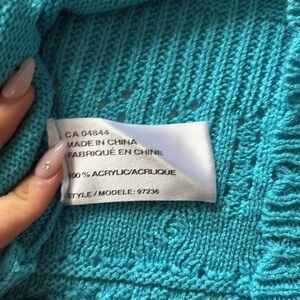 CA 04844
MADE IN CHINA
FABRIQUÉ EN CHINE
100% ACRYLIC/ACRLIQUE
STYLE / MODELE: 97236